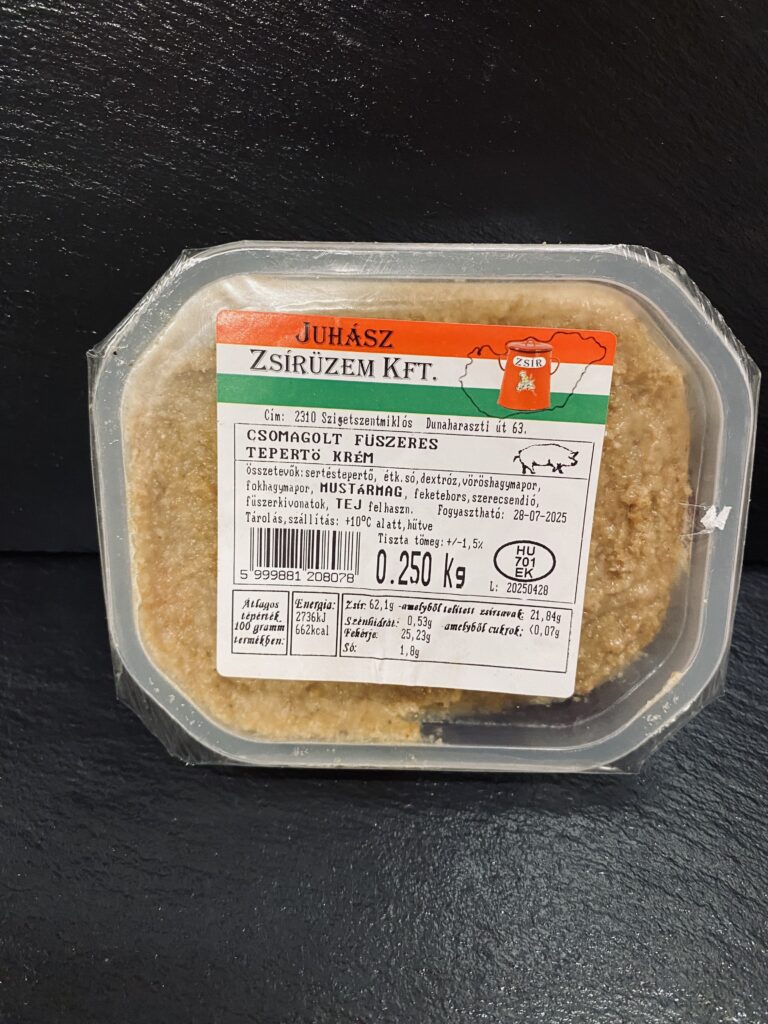 JUHÁSZ
ZSÍRÜZEM KFT.
ZSÍR
Cím: 2310 Szigetszentmiklós Dunaharaszti út 63.
CSOMAGOLT FŰSZERES
TEPERTŐ KRÉM
összetevők:sertéstepertő, étk.só,dextróz,vöröshagymapor,
fokhagymapor, MUSTÁRMAG, feketebors,szerecsendió,
fűszerkivonatok, TEJ felhaszn. Fogyasztható: 28-07-2025
Tárolás,szállítás: +10°C alatt,hűtve
Tiszta tömeg:+/-1,5%
5 999881 208078
0.250 kg
HU
701
EK
L: 20250428
Átlagos
tápérték
100 gramm
termékben:
Energia:
2736kJ
662kcal
Zsír: 62,1g -amelyből telített zsírsavak: 21,84g
Szénhidrát: 0,53g amelyből cukrok: <0,07g
Fehérje: 25,23g
Só: 1,8g